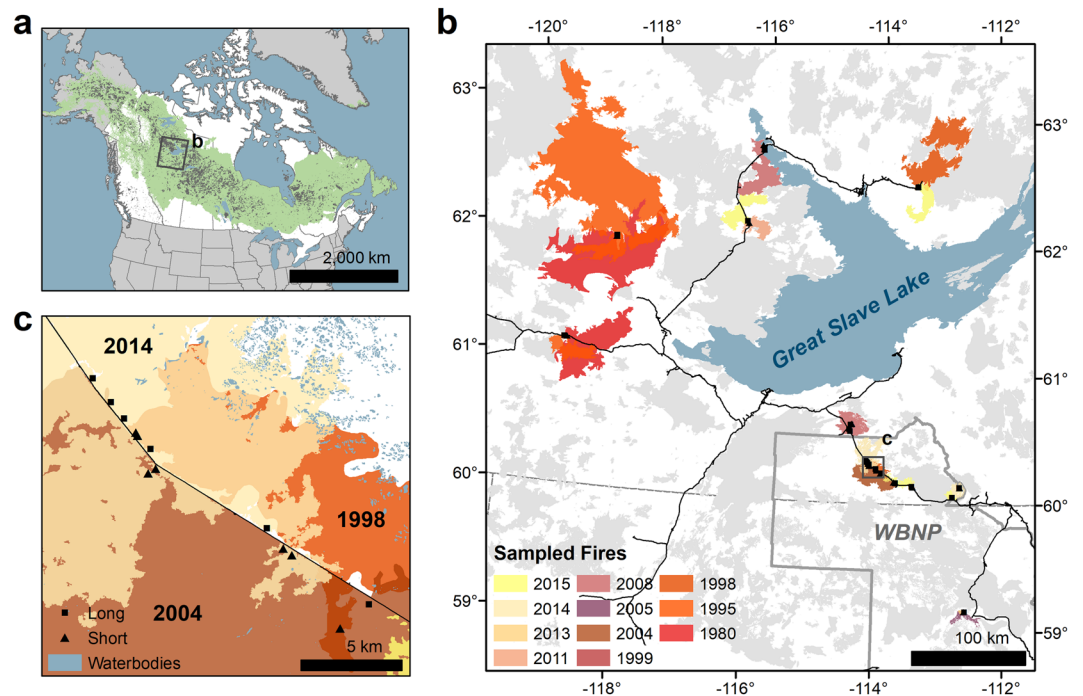 a
b
2,000 km
b
-120°
-118°
-116°
-114°
-112°
63°
62°
61°
60°
59°
63°
62°
61°
60°
59°
-118°
-116°
-114°
-112°
Great Slave Lake
c
WBNP
Sampled Fires
2015
2014
2013
2011
2008
2005
2004
1999
1998
1995
1980
100 km
c
2014
1998
2004
Long
Short
Waterbodies
5 km